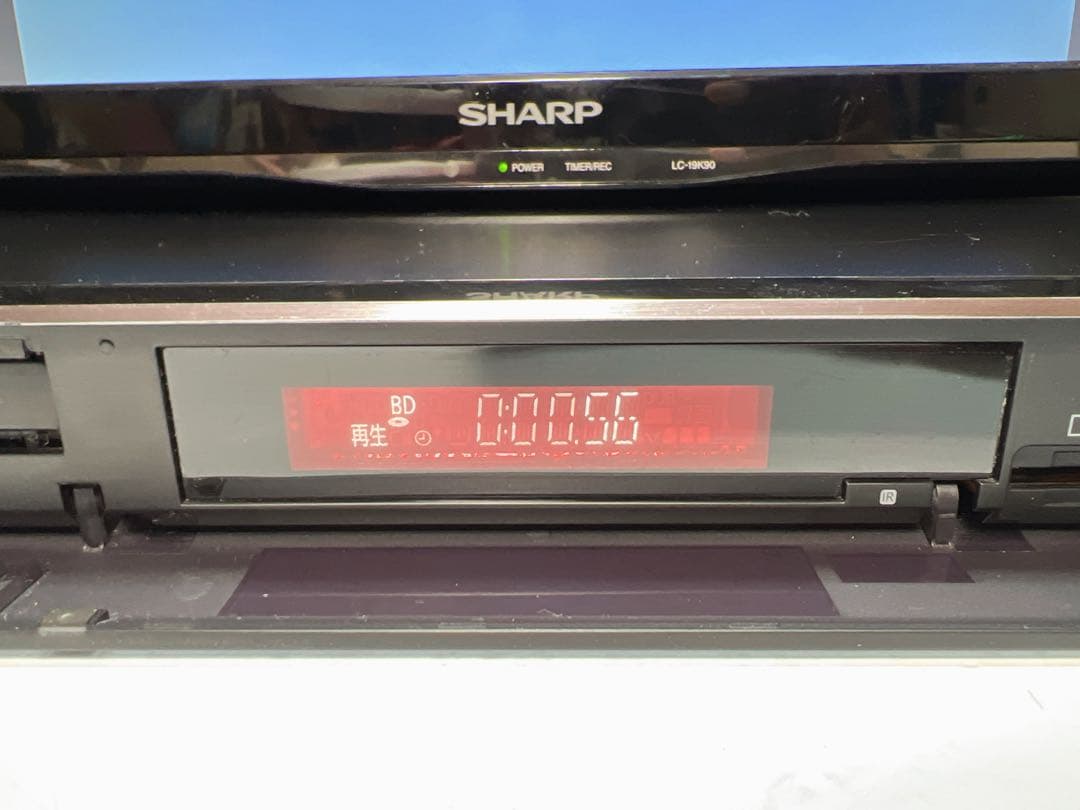 SHARP
POWER TIMER/REC LC-19K90
BD
再生 0:00.56
IR